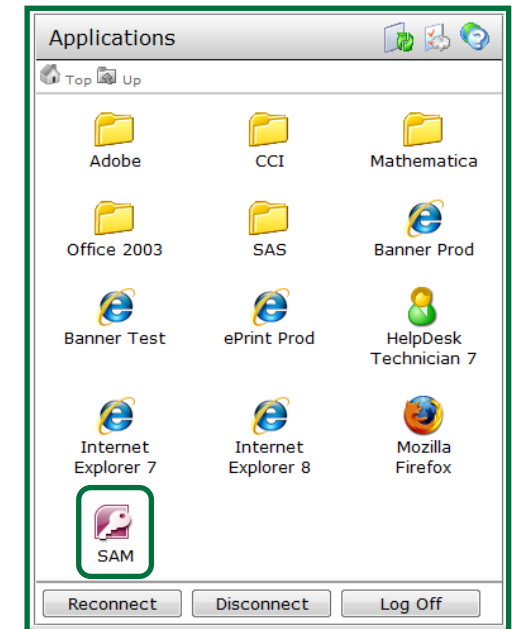 Applications
Top Up
Adobe CCI Mathematica
Office 2003 SAS Banner Prod
Banner Test ePrint Prod HelpDesk
Technician 7
Internet Internet Mozilla
Explorer 7 Explorer 8 Firefox
SAM
Reconnect Disconnect Log Off